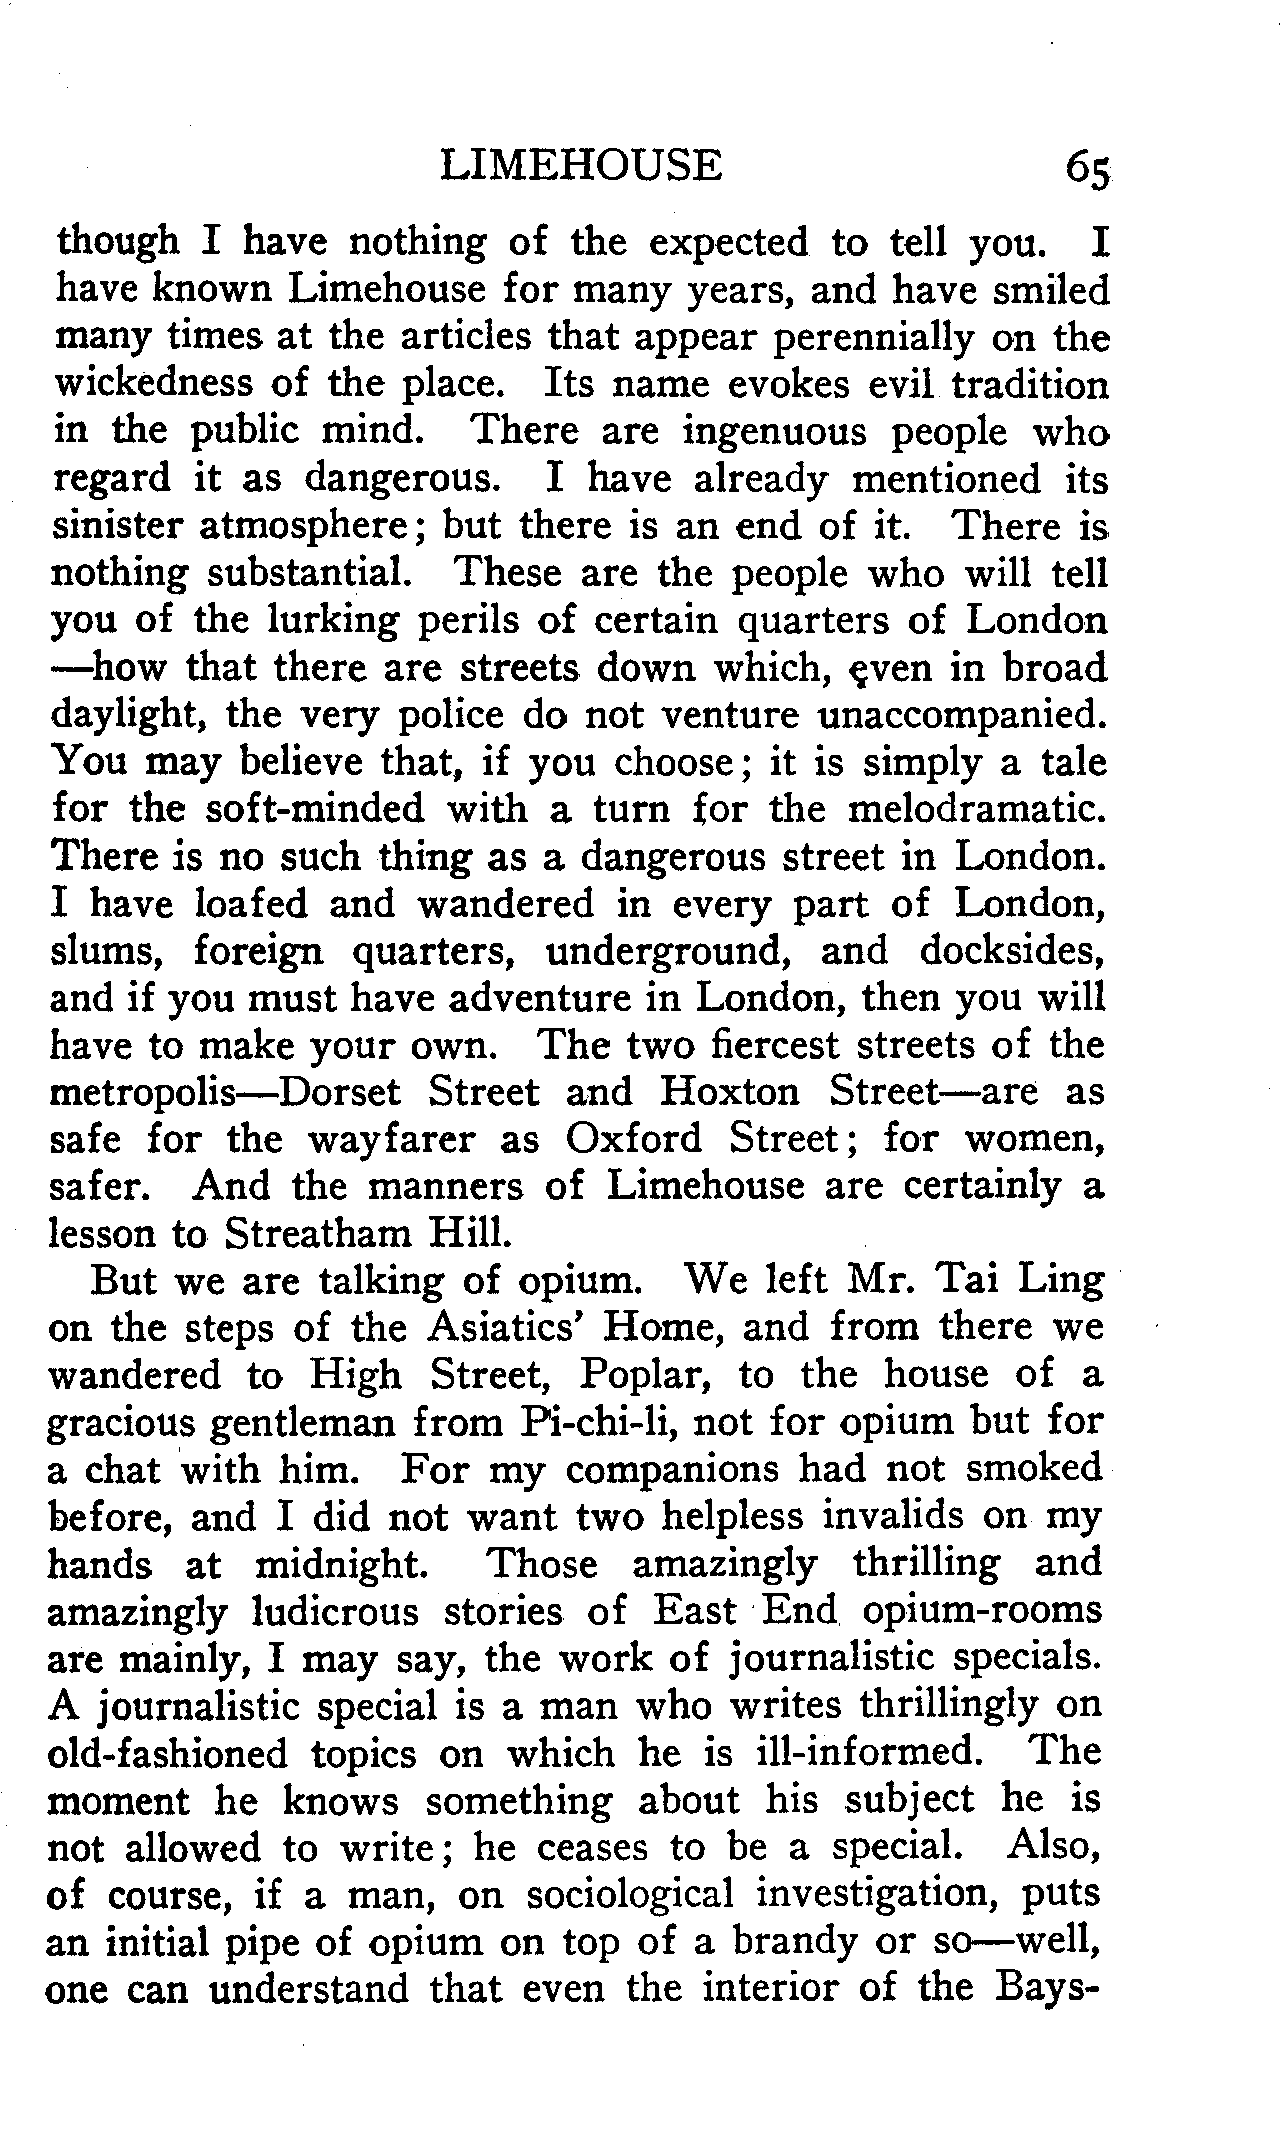 LIMEHOUSE 65
though I have nothing of the expected to tell you. I
have known Limehouse for many years, and have smiled
many times at the articles that appear perennially on the
wickedness of the place. Its name evokes evil tradition
in the public mind. There are ingenuous people who
regard it as dangerous. I have already mentioned its
sinister atmosphere; but there is an end of it. There is
nothing substantial. These are the people who will tell
you of the lurking perils of certain quarters of London
—how that there are streets down which, even in broad
daylight, the very police do not venture unaccompanied.
You may believe that, if you choose; it is simply a tale
for the soft-minded with a turn for the melodramatic.
There is no such thing as a dangerous street in London.
I have loafed and wandered in every part of London,
slums, foreign quarters, underground, and docksides,
and if you must have adventure in London, then you will
have to make your own. The two fiercest streets of the
metropolis—Dorset Street and Hoxton Street—are as
safe for the wayfarer as Oxford Street; for women,
safer. And the manners of Limehouse are certainly a
lesson to Streatham Hill.
But we are talking of opium. We left Mr. Tai Ling
on the steps of the Asiatics' Home, and from there we
wandered to High Street, Poplar, to the house of a
gracious gentleman from Pi-chi-li, not for opium but for
a chat with him. For my companions had not smoked
before, and I did not want two helpless invalids on my
hands at midnight. Those amazingly thrilling and
amazingly ludicrous stories of East End opium-rooms
are mainly, I may say, the work of journalistic specials.
A journalistic special is a man who writes thrillingly on
old-fashioned topics on which he is ill-informed. The
moment he knows something about his subject he is
not allowed to write; he ceases to be a special. Also,
of course, if a man, on sociological investigation, puts
an initial pipe of opium on top of a brandy or so—well,
one can understand that even the interior of the Bays-